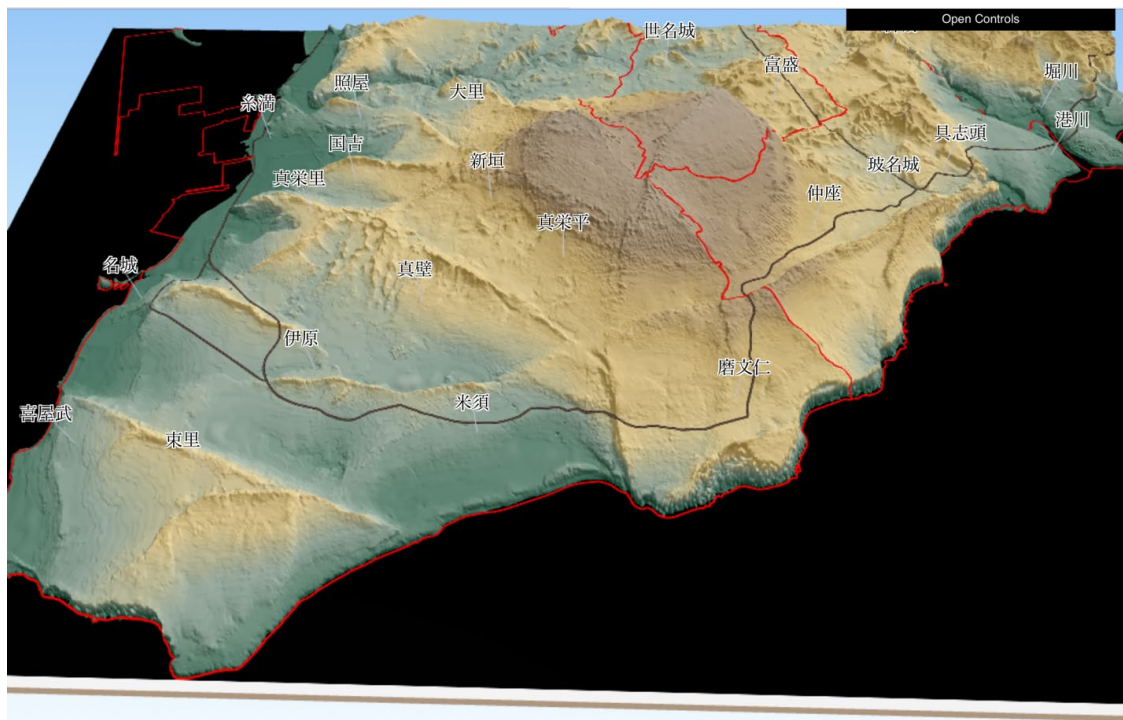 Open Controls
世名城
富盛
照屋
大里
堀川
糸満
港川
国吉
具志頭
新垣
玻名城
真栄里
仲座
真栄平
名城
真壁
伊原
磨文仁
米須
喜屋武
束里